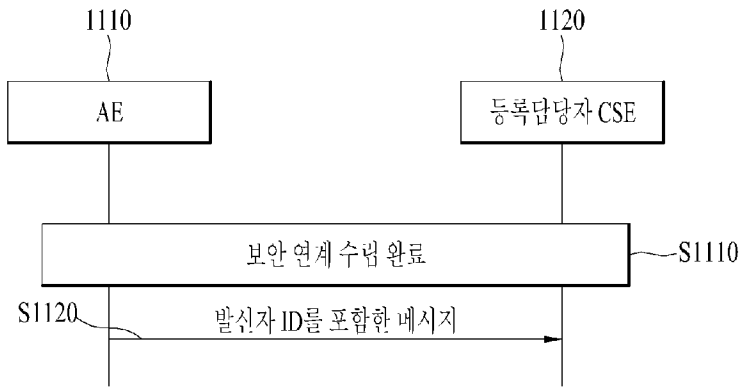 1110 1120
AE 등록담당자 CSE
보안 연계 수립 완료
S1110
S1120
발신자 ID를 포함한 메시지